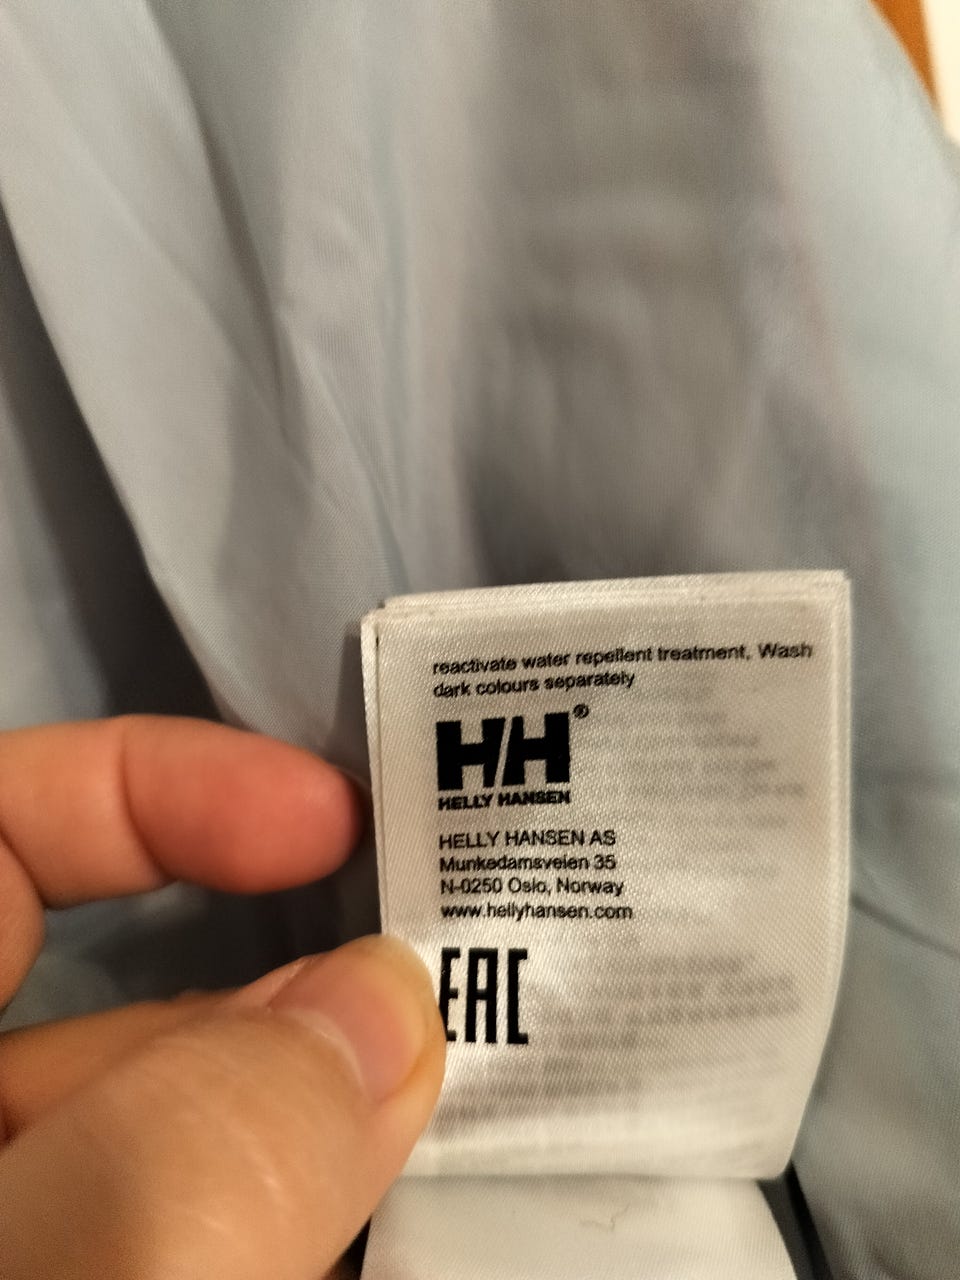 reactivate water repellent treatment, Wash
dark colours separately
HH®
HELLY HANSEN
HELLY HANSEN AS
Munkedamsveien 35
N-0250 Oslo, Norway
www.hellyhansen.com
EAC